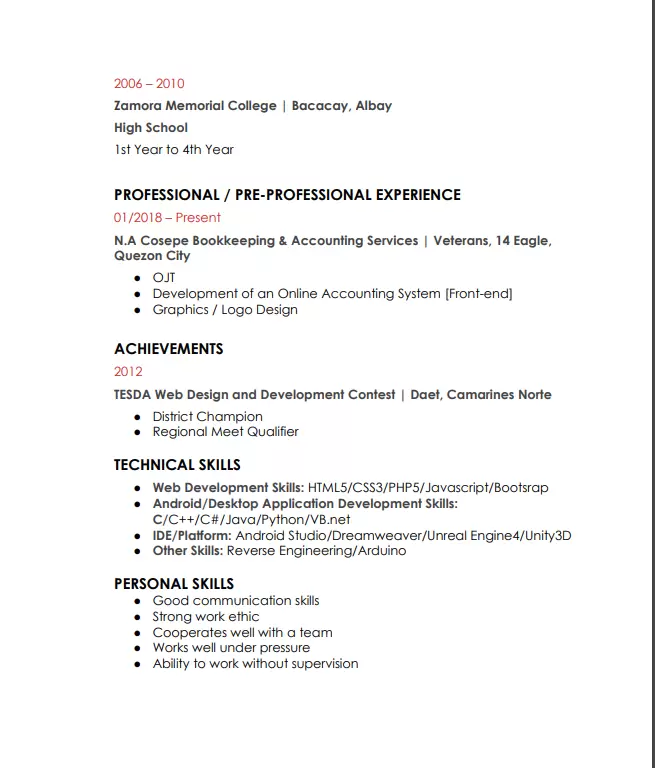 2006 – 2010
Zamora Memorial College | Bacacay, Albay
High School
1st Year to 4th Year
PROFESSIONAL / PRE-PROFESSIONAL EXPERIENCE
01/2018 – Present
N.A Cosepe Bookkeeping & Accounting Services | Veterans, 14 Eagle,
Quezon City
● OJT
● Development of an Online Accounting System [Front-end]
● Graphics / Logo Design
ACHIEVEMENTS
2012
TESDA Web Design and Development Contest | Daet, Camarines Norte
● District Champion
● Regional Meet Qualifier
TECHNICAL SKILLS
● Web Development Skills: HTML5/CSS3/PHP5/Javascript/Bootsrap
● Android/Desktop Application Development Skills:
C/C++/C#/Java/Python/VB.net
● IDE/Platform: Android Studio/Dreamweaver/Unreal Engine4/Unity3D
● Other Skills: Reverse Engineering/Arduino
PERSONAL SKILLS
● Good communication skills
● Strong work ethic
● Cooperates well with a team
● Works well under pressure
● Ability to work without supervision